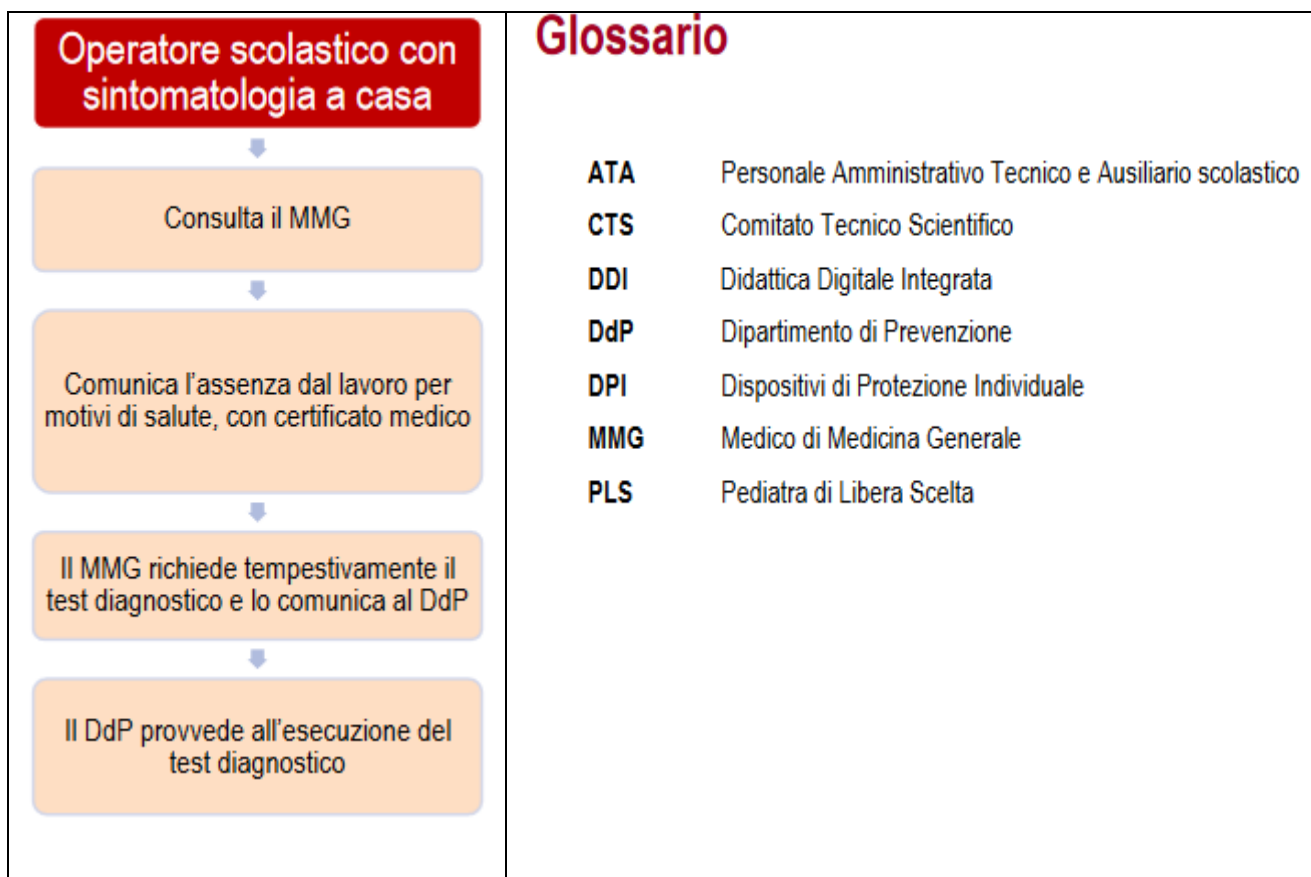 Operatore scolastico con
sintomatologia a casa
Consulta il MMG
Comunica l'assenza dal lavoro per
motivi di salute, con certificato medico
Il MMG richiede tempestivamente il
test diagnostico e lo comunica al DdP
Il DdP provvede all'esecuzione del
test diagnostico
Glossario
ATA Personale Amministrativo Tecnico e Ausiliario scolastico
CTS Comitato Tecnico Scientifico
DDI Didattica Digitale Integrata
DdP Dipartimento di Prevenzione
DPI Dispositivi di Protezione Individuale
MMG Medico di Medicina Generale
PLS Pediatra di Libera Scelta